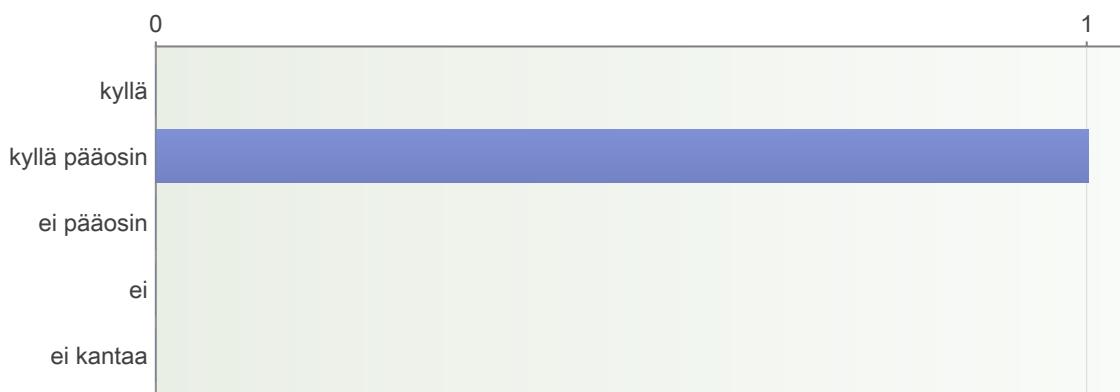 0 1
kyllä
kyllä pääosin
ei pääosin
ei
ei kantaa